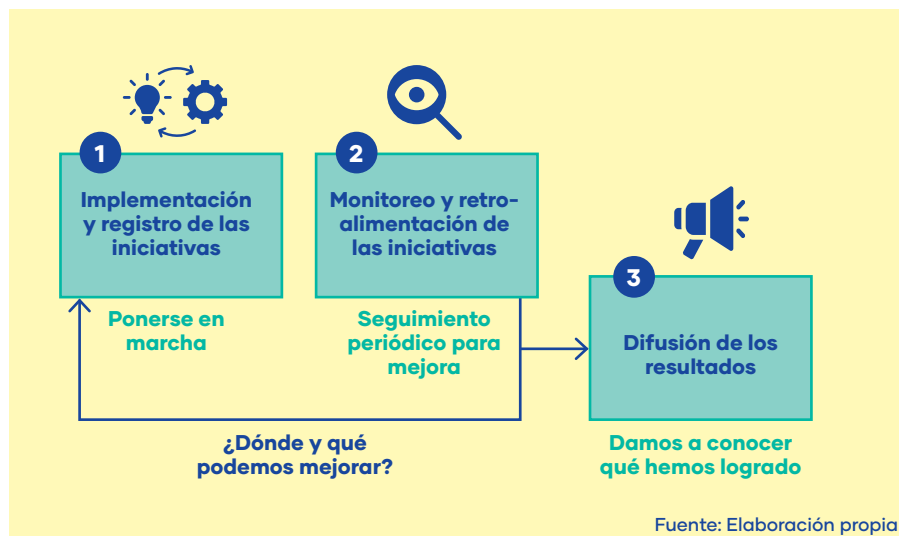 1
Implementación
y registro de las
iniciativas
Ponerse en
marcha
2
Monitoreo y retro-
alimentación de
las iniciativas
Seguimiento
periódico para
mejora
3
Difusión de los
resultados
Damos a conocer
qué hemos logrado
¿Dónde y qué
podemos mejorar?
Fuente: Elaboración propia